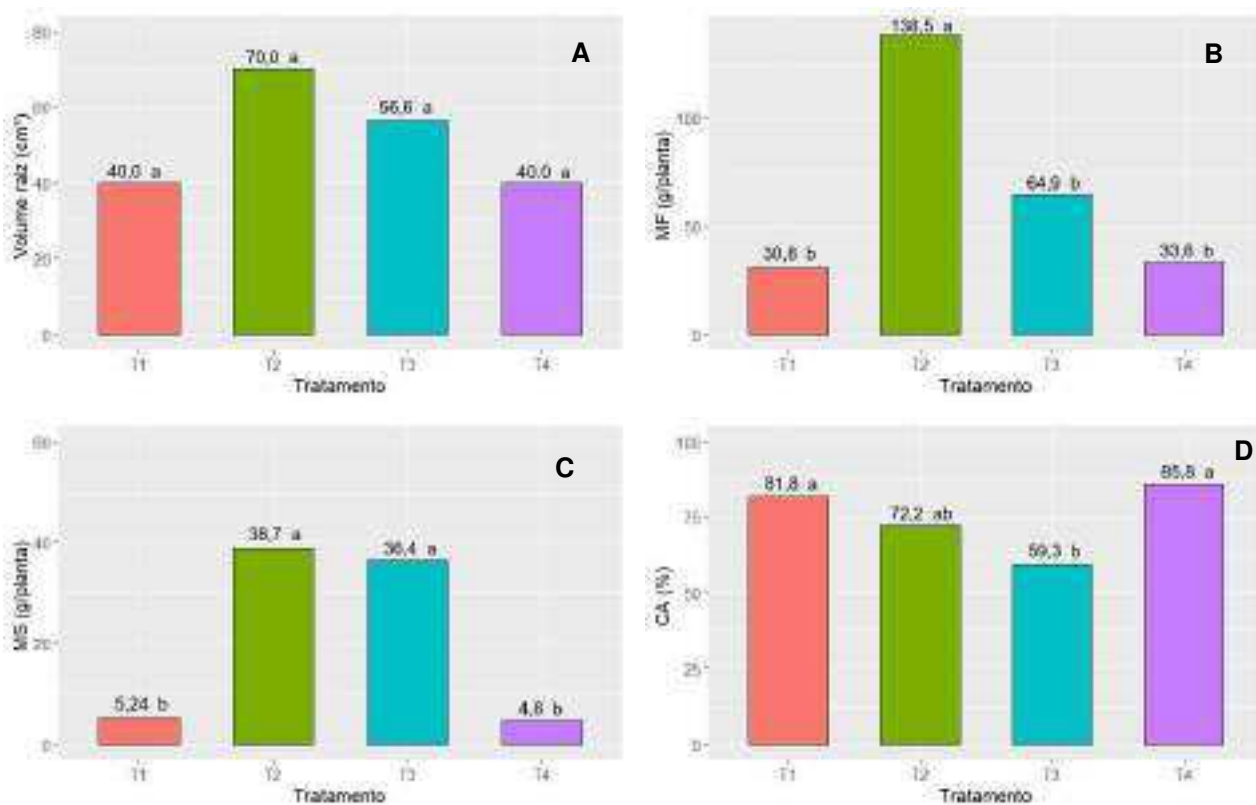 A
Volume raiz (cm³)
80
60
40
20
0
40,0 a
70,0 a
56,6 a
40,0 a
T1
T2
T3
T4
Tratamento
B
MF (g/planta)
100
50
0
30,8 b
138,5 a
64,9 b
33,6 b
T1
T2
T3
T4
Tratamento
C
MS (g/planta)
60
40
20
0
5,24 b
38,7 a
36,4 a
4,8 b
T1
T2
T3
T4
Tratamento
D
CA (%)
100
75
50
25
0
81,8 a
72,2 ab
59,3 b
85,8 a
T1
T2
T3
T4
Tratamento